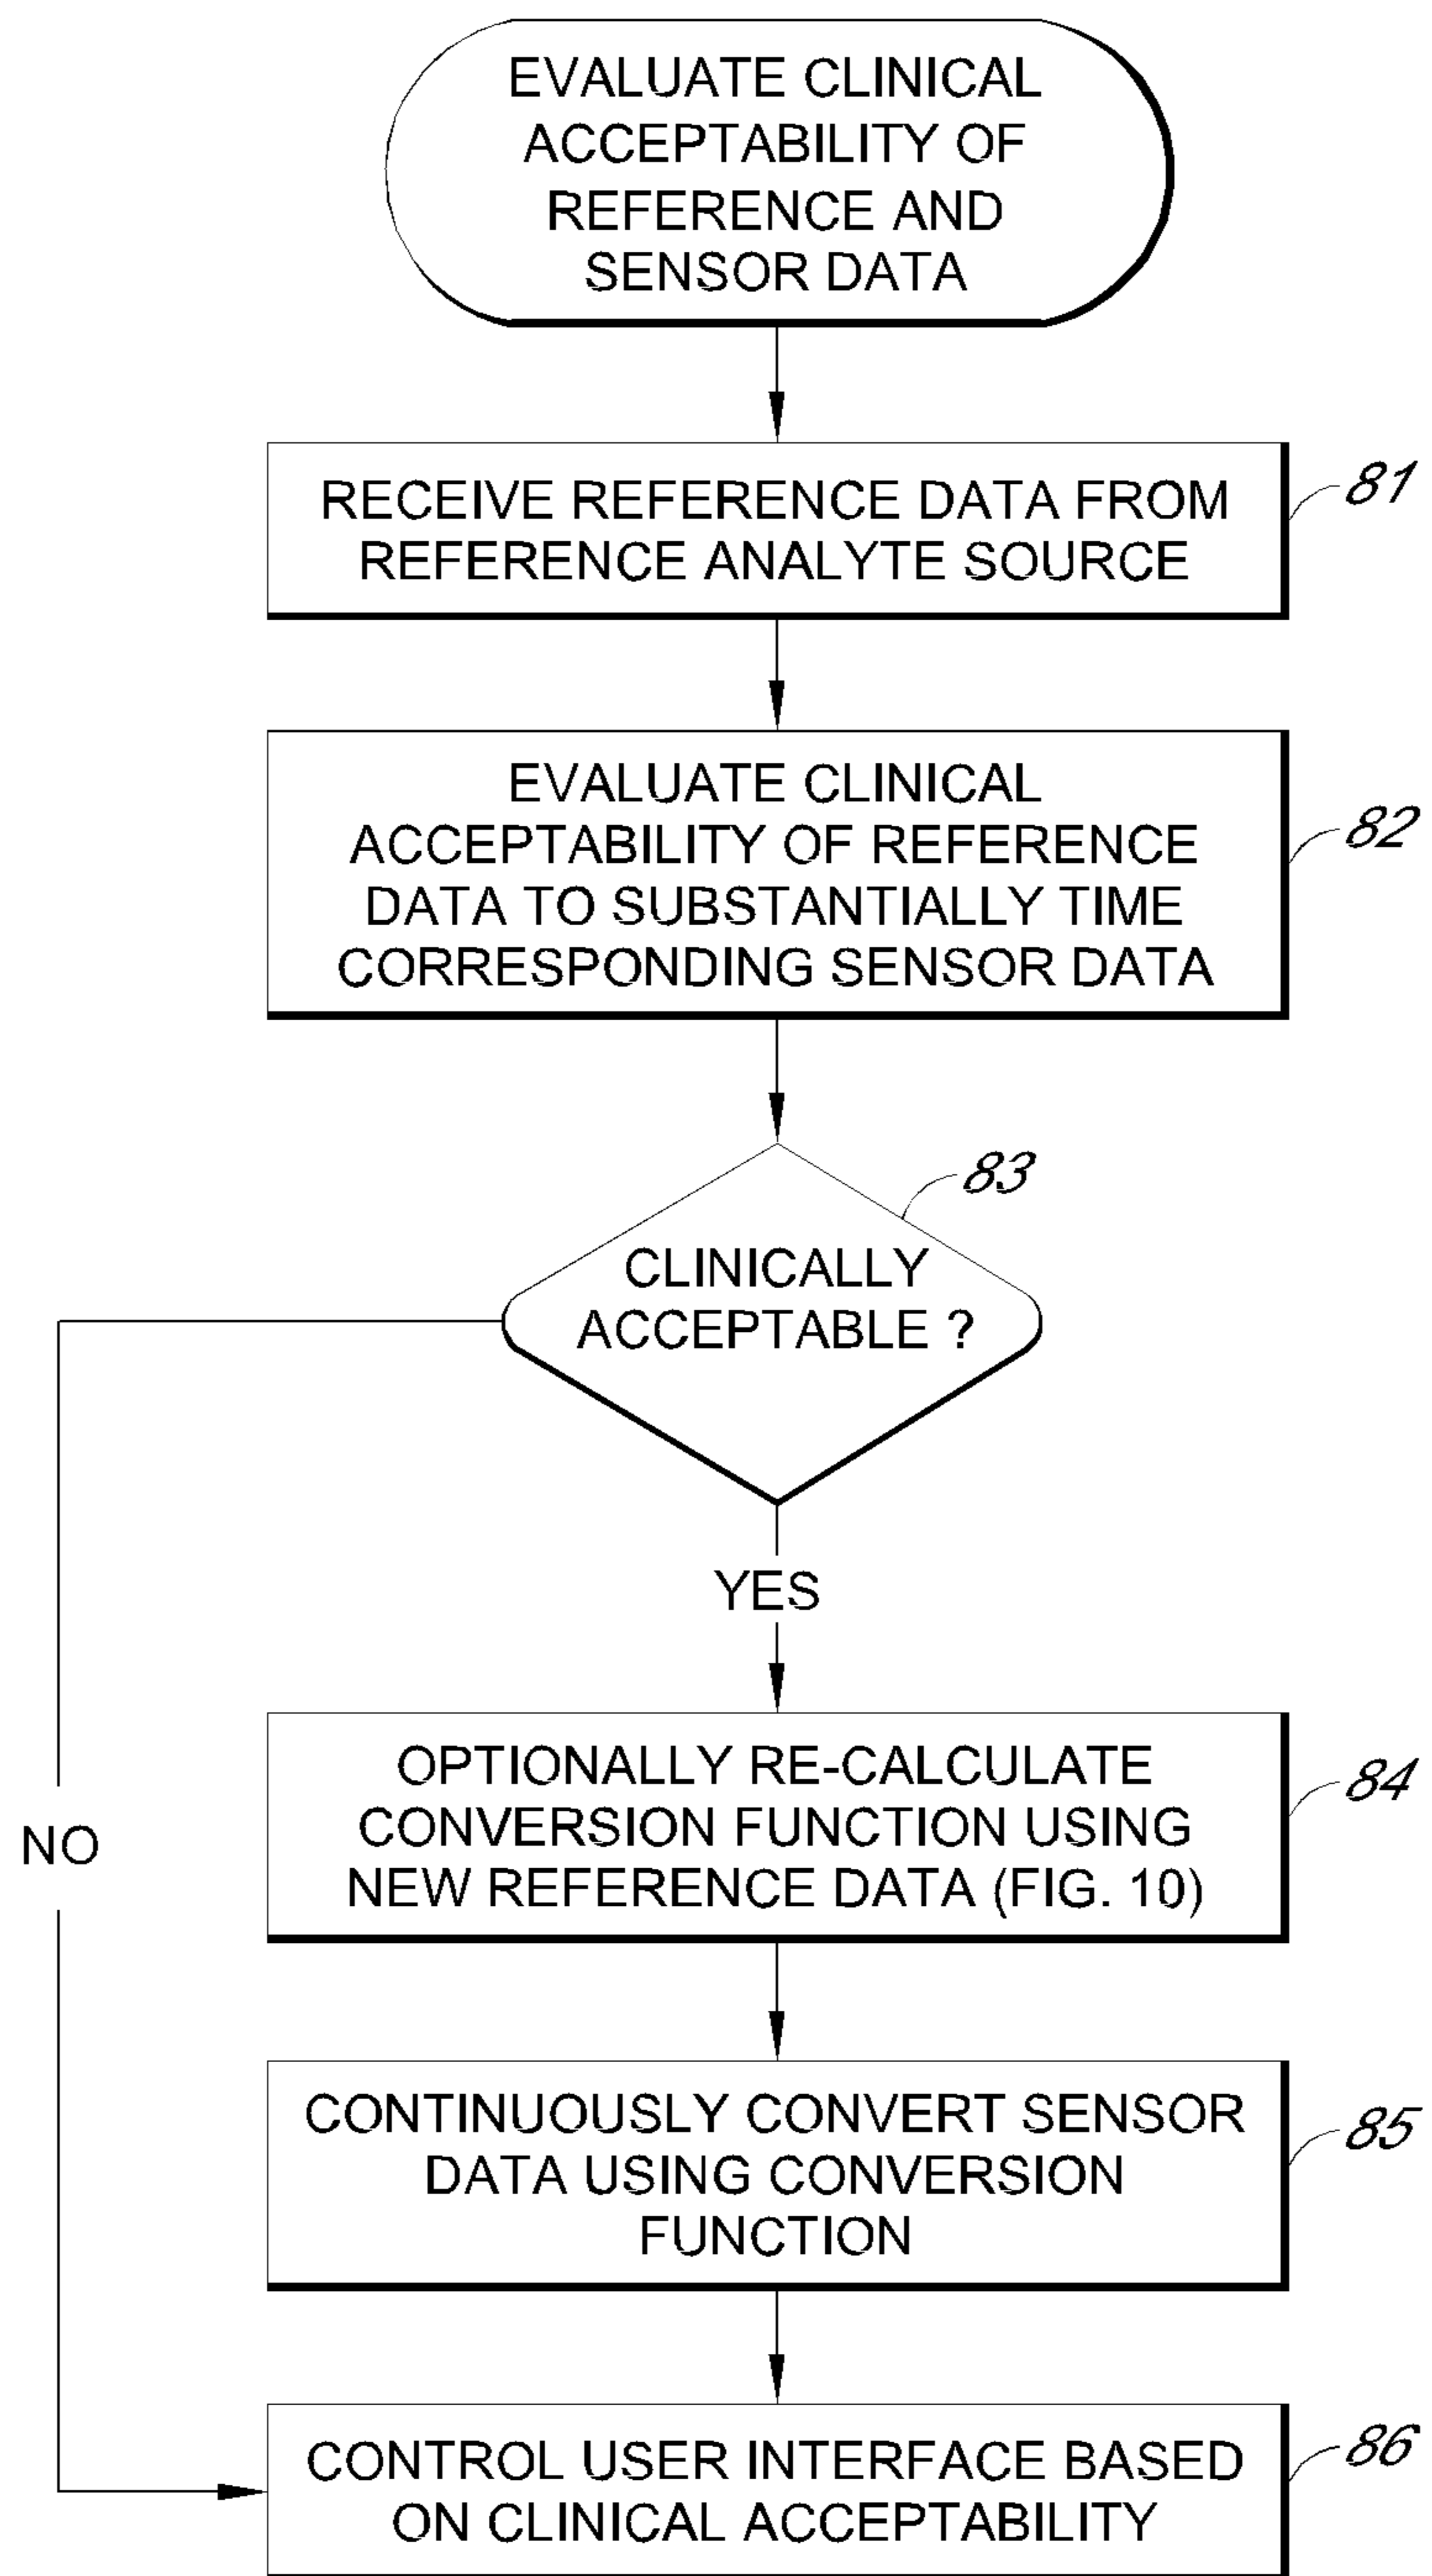 EVALUATE CLINICAL
ACCEPTABILITY OF
REFERENCE AND
SENSOR DATA
RECEIVE REFERENCE DATA FROM
REFERENCE ANALYTE SOURCE
81
EVALUATE CLINICAL
ACCEPTABILITY OF REFERENCE
DATA TO SUBSTANTIALLY TIME
CORRESPONDING SENSOR DATA
82
83
CLINICALLY
ACCEPTABLE ?
YES
NO
OPTIONALLY RE-CALCULATE
CONVERSION FUNCTION USING
NEW REFERENCE DATA (FIG. 10)
84
CONTINUOUSLY CONVERT SENSOR
DATA USING CONVERSION
FUNCTION
85
CONTROL USER INTERFACE BASED
ON CLINICAL ACCEPTABILITY
86